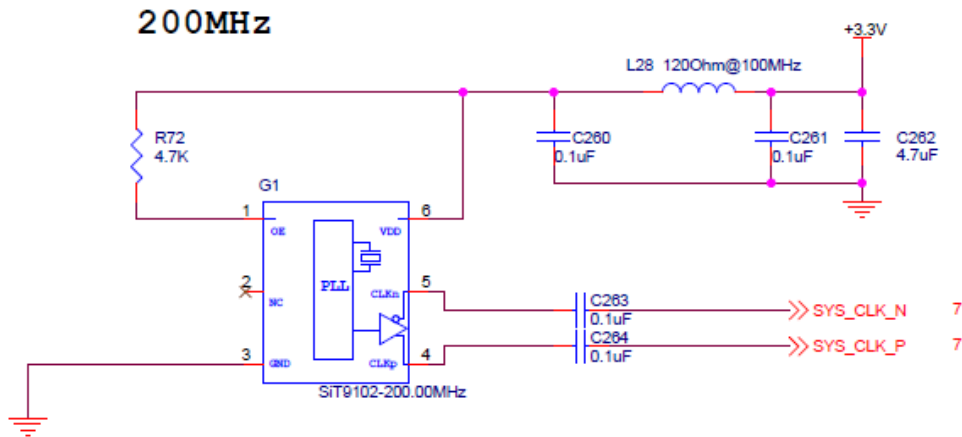 200MHz
+3.3V
L28 120Ohm@100MHz
R72
4.7K
C260
0.1uF
C261
0.1uF
C262
4.7uF
G1
1
OE
VDD
6
2
NC
PLL
CLKn
5
C263
0.1uF
SYS_CLK_N 7
3
GND
CLKp
4
C264
0.1uF
SYS_CLK_P 7
SiT9102-200.00MHz